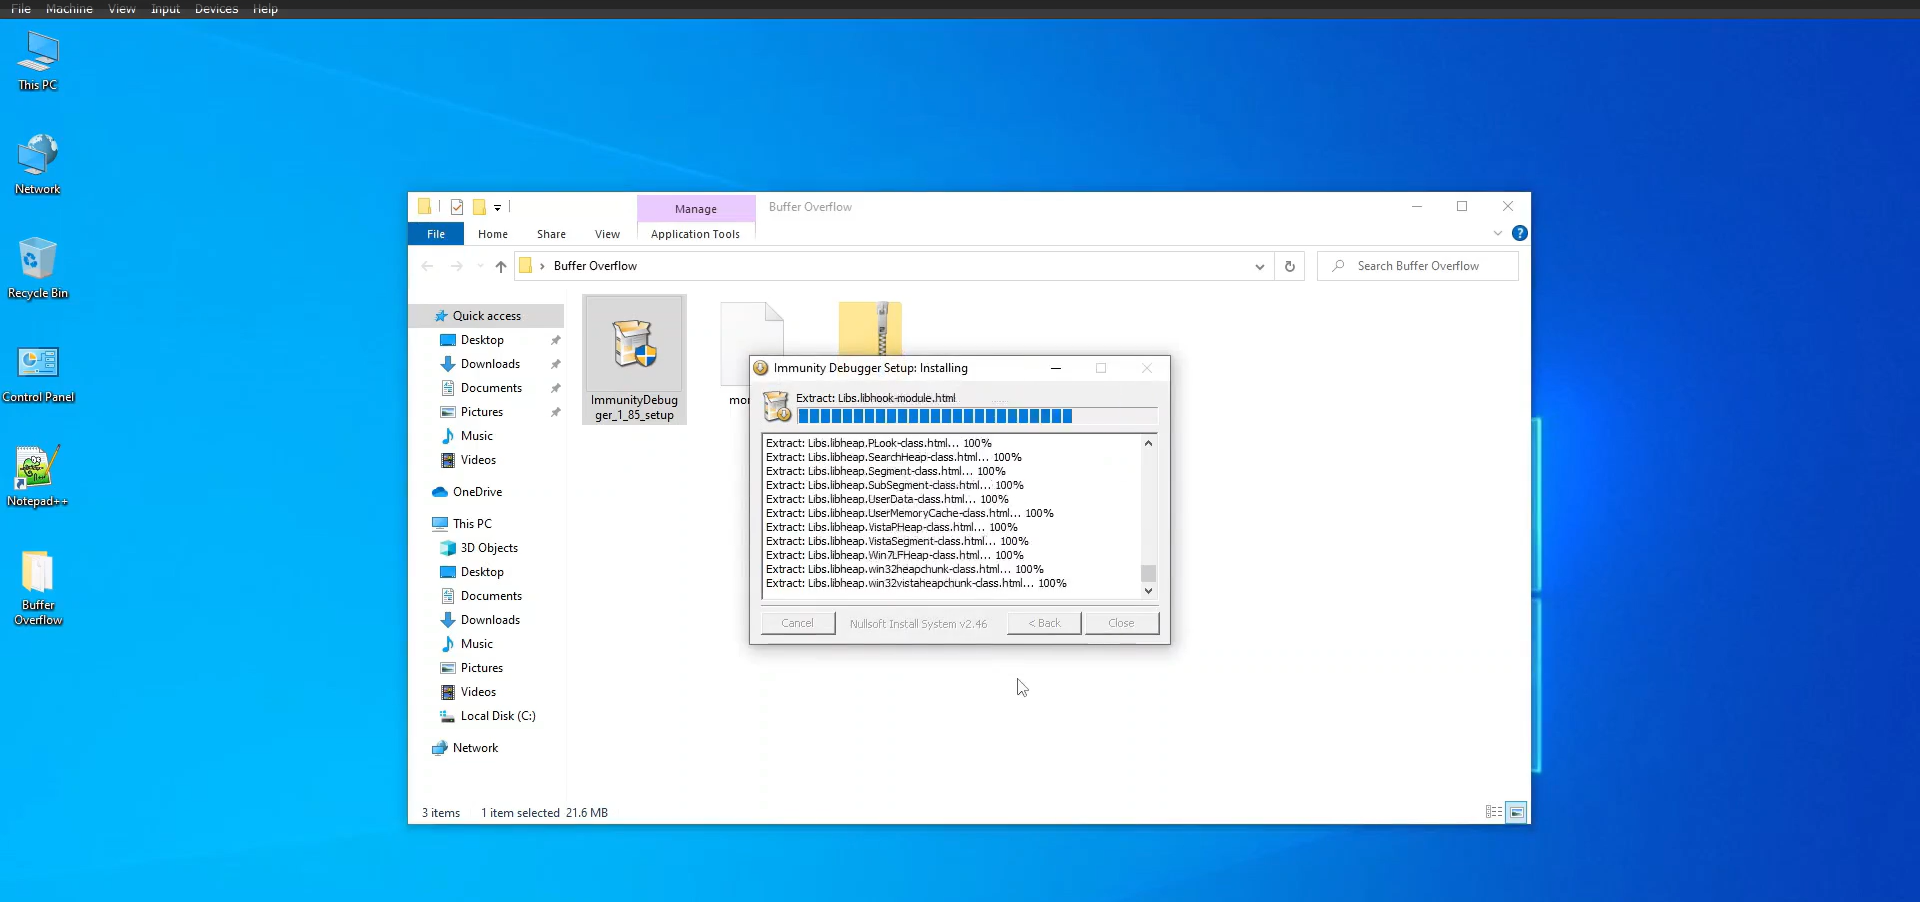 File Machine View Input Devices Help
This PC
Network
Recycle Bin
Control Panel
Notepad++
Buffer
Overflow
Manage
Buffer Overflow
File
Home
Share
View
Application Tools
Buffer Overflow
Search Buffer Overflow
Quick access
Desktop
Downloads
Documents
Pictures
Music
Videos
OneDrive
This PC
3D Objects
Desktop
Documents
Downloads
Music
Pictures
Videos
Local Disk (C:)
Network
ImmunityDebug
ger_1_85_setup
Immunity Debugger Setup: Installing
Extract: Libs.libhook-module.html
Extract: Libs.libheap.PLook-class.html... 100%
Extract: Libs.libheap.SearchHeap-class.html... 100%
Extract: Libs.libheap.Segment-class.html... 100%
Extract: Libs.libheap.SubSegment-class.html... 100%
Extract: Libs.libheap.UserData-class.html... 100%
Extract: Libs.libheap.UserMemoryCache-class.html... 100%
Extract: Libs.libheap.VistaPHeap-class.html... 100%
Extract: Libs.libheap.VistaSegment-class.html... 100%
Extract: Libs.libheap.Win7LFHeap-class.html... 100%
Extract: Libs.libheap.win32heapchunk-class.html... 100%
Extract: Libs.libheap.win32vistaheapchunk-class.html... 100%
Cancel
Nullsoft Install System v2.46
< Back
Close
3 items
1 item selected 21.6 MB